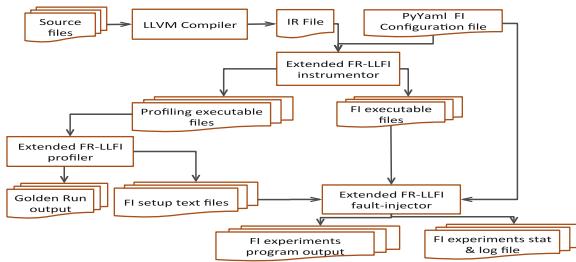 Source
files
LLVM Compiler
IR File
PyYaml FI
Configuration file
Extended FR-LLFI
instrumentor
Profiling executable
files
FI executable
files
Extended FR-LLFI
profiler
Golden Run
output
FI setup text files
Extended FR-LLFI
fault-injector
FI experiments
program output
FI experiments stat
& log file